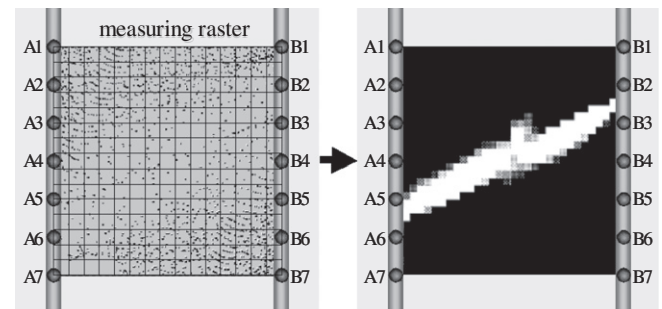 measuring raster
A1 B1 A1 B1
A2 B2 A2 B2
A3 B3 A3 B3
A4 B4 A4 B4
A5 B5 A5 B5
A6 B6 A6 B6
A7 B7 A7 B7